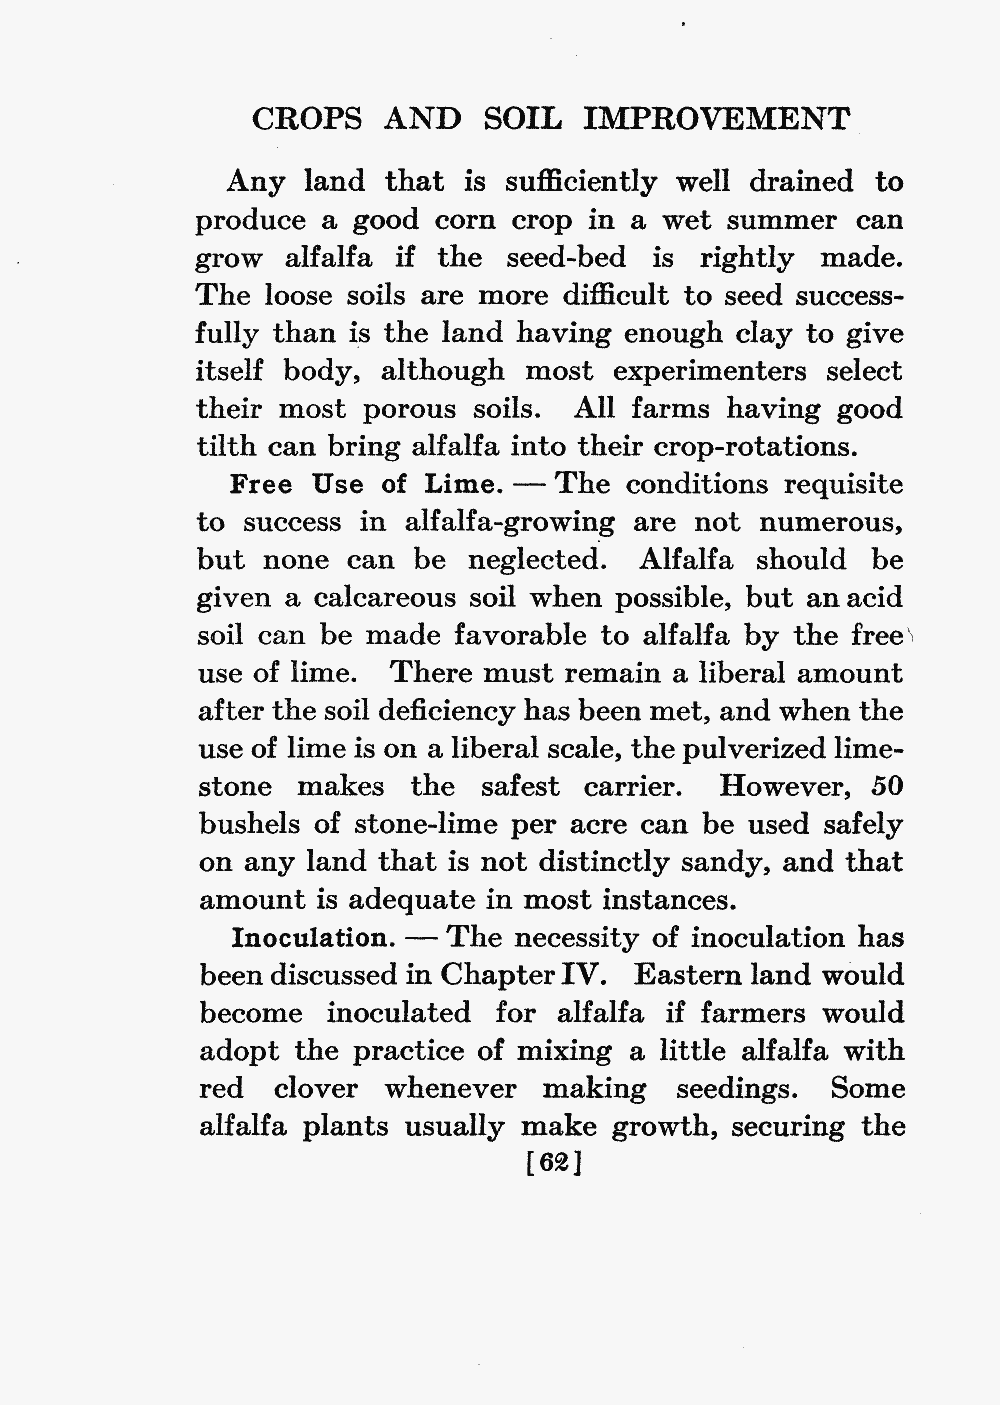 CROPS AND SOIL IMPROVEMENT
Any land that is sufficiently well drained to
produce a good corn crop in a wet summer can
grow alfalfa if the seed-bed is rightly made.
The loose soils are more difficult to seed success-
fully than is the land having enough clay to give
itself body, although most experimenters select
their most porous soils. All farms having good
tilth can bring alfalfa into their crop-rotations.
Free Use of Lime. — The conditions requisite
to success in alfalfa-growing are not numerous,
but none can be neglected. Alfalfa should be
given a calcareous soil when possible, but an acid
soil can be made favorable to alfalfa by the free
use of lime. There must remain a liberal amount
after the soil deficiency has been met, and when the
use of lime is on a liberal scale, the pulverized lime-
stone makes the safest carrier. However, 50
bushels of stone-lime per acre can be used safely
on any land that is not distinctly sandy, and that
amount is adequate in most instances.
Inoculation. — The necessity of inoculation has
been discussed in Chapter IV. Eastern land would
become inoculated for alfalfa if farmers would
adopt the practice of mixing a little alfalfa with
red clover whenever making seedings. Some
alfalfa plants usually make growth, securing the
[62]